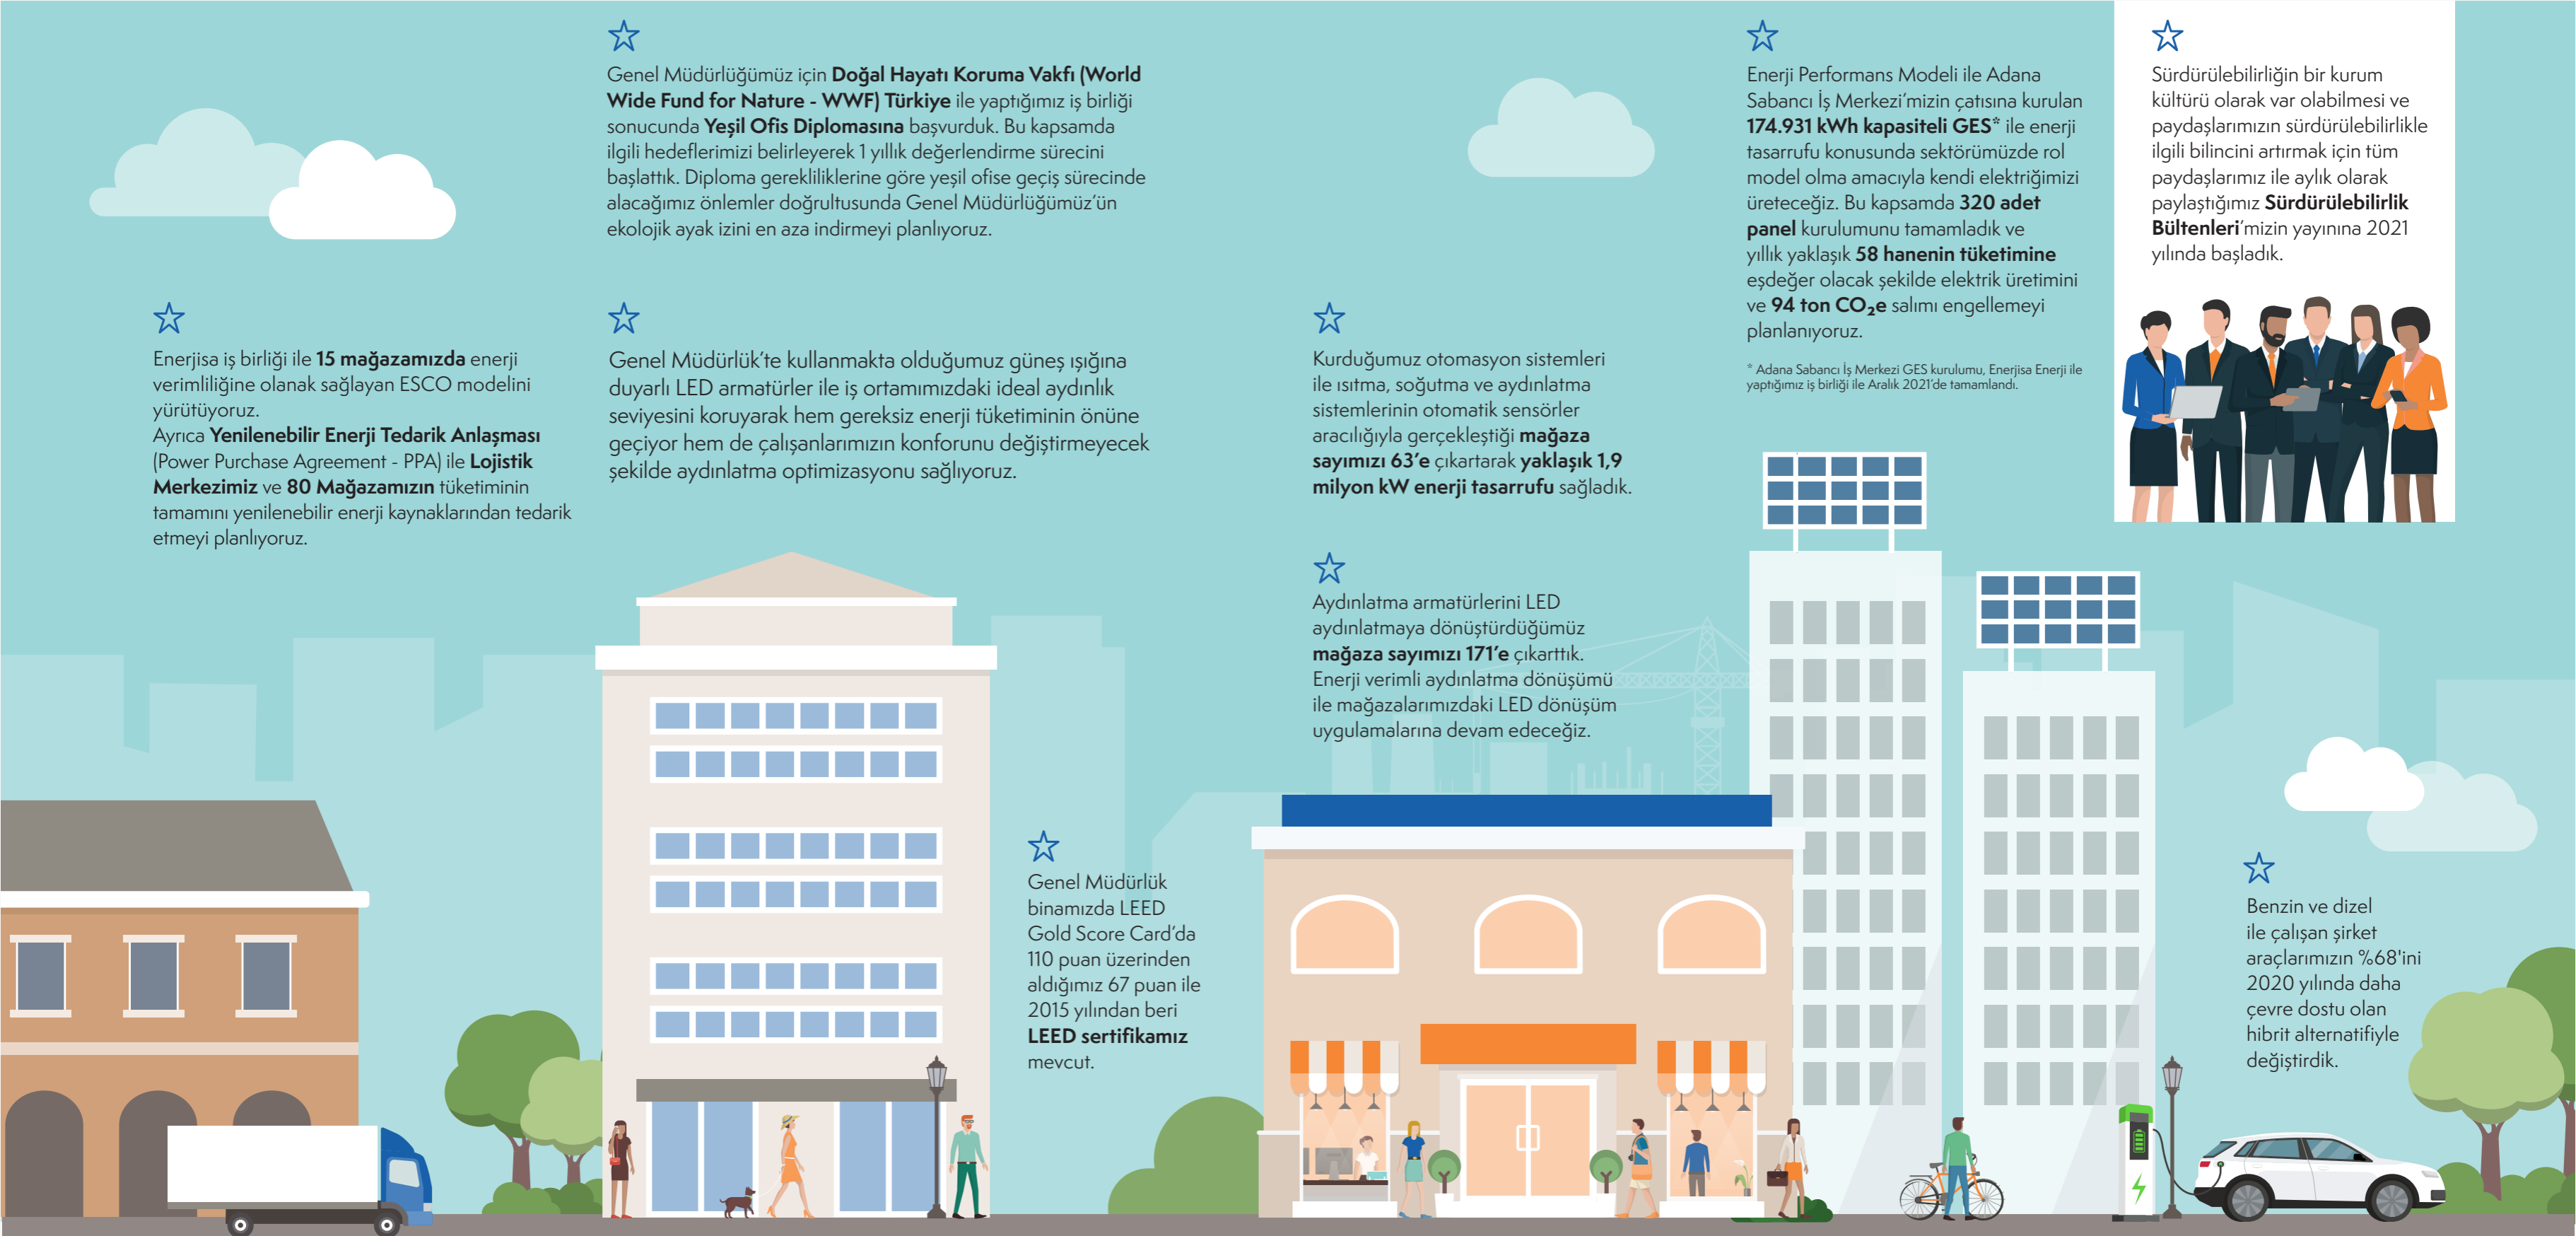 Genel Müdürlüğümüz için Doğal Hayatı Koruma Vakfı (World
Wide Fund for Nature - WWF) Türkiye ile yaptığımız iş birliği
sonucunda Yeşil Ofis Diplomasına başvurduk. Bu kapsamda
ilgili hedeflerimizi belirleyerek 1 yıllık değerlendirme sürecini
başlattık. Diploma gerekliliklerine göre yeşil ofise geçiş sürecinde
alacağımız önlemler doğrultusunda Genel Müdürlüğümüz'ün
ekolojik ayak izini en aza indirmeyi planlıyoruz.
Enerjisa iş birliği ile 15 mağazamızda enerji
verimliliğine olanak sağlayan ESCO modelini
yürütüyoruz.
Ayrıca Yenilenebilir Enerji Tedarik Anlaşması
(Power Purchase Agreement - PPA) ile Lojistik
Merkezimiz ve 80 Mağazamızın tüketiminin
tamamını yenilenebilir enerji kaynaklarından tedarik
etmeyi planlıyoruz.
Genel Müdürlük'te kullanmakta olduğumuz güneş ışığına
duyarlı LED armatürler ile iş ortamımızdaki ideal aydınlık
seviyesini koruyarak hem gereksiz enerji tüketiminin önüne
geçiyor hem de çalışanlarımızın konforunu değiştirmeyecek
şekilde aydınlatma optimizasyonu sağlıyoruz.
Genel Müdürlük
binamızda LEED
Gold Score Card'da
110 puan üzerinden
aldığımız 67 puan ile
2015 yılından beri
LEED sertifikamız
mevcut.
Kurduğumuz otomasyon sistemleri
ile ısıtma, soğutma ve aydınlatma
sistemlerinin otomatik sensörler
aracılığıyla gerçekleştiği mağaza
sayımızı 63'e çıkartarak yaklaşık 1,9
milyon kW enerji tasarrufu sağladık.
Aydınlatma armatürlerini LED
aydınlatmaya dönüştürdüğümüz
mağaza sayımızı 171'e çıkarttık.
Enerji verimli aydınlatma dönüşümü
ile mağazalarımızdaki LED dönüşüm
uygulamalarına devam edeceğiz.
Enerji Performans Modeli ile Adana
Sabancı İş Merkezi'mizin çatısına kurulan
174.931 kWh kapasiteli GES* ile enerji
tasarrufu konusunda sektörümüzde rol
model olma amacıyla kendi elektriğimizi
üreteceğiz. Bu kapsamda 320 adet
panel kurulumunu tamamladık ve
yıllık yaklaşık 58 hanenin tüketimine
eşdeğer olacak şekilde elektrik üretimini
ve 94 ton CO₂e salımı engellemeyi
planlanıyoruz.
* Adana Sabancı İş Merkezi GES kurulumu, Enerjisa Enerji ile
yaptığımız iş birliği ile Aralık 2021'de tamamlandı.
Sürdürülebilirliğin bir kurum
kültürü olarak var olabilmesi ve
paydaşlarımızın sürdürülebilirlikle
ilgili bilincini artırmak için tüm
paydaşlarımız ile aylık olarak
paylaştığımız Sürdürülebilirlik
Bültenleri'mizin yayınına 2021
yılında başladık.
Benzin ve dizel
ile çalışan şirket
araçlarımızın %68'ini
2020 yılında daha
çevre dostu olan
hibrit alternatifiyle
değiştirdik.